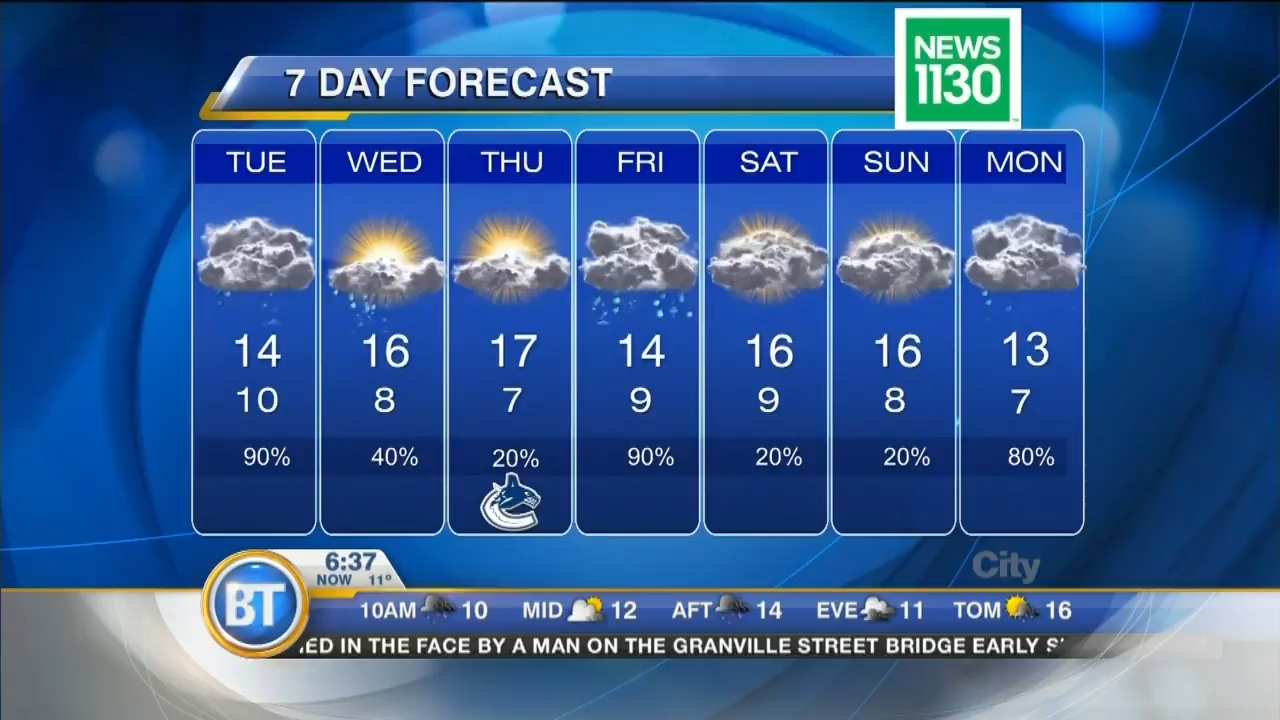 NEWS
1130
7 DAY FORECAST
TUE WED THU FRI SAT SUN MON
14 16 17 14 16 16 13
10 8 7 9 9 8 7
90% 40% 20% 90% 20% 20% 80%
City
6:37
NOW 11°
BT
10AM 10 MID 12 AFT 14 EVE 11 TOM 16
IN THE FACE BY A MAN ON THE GRANVILLE STREET BRIDGE EARLY